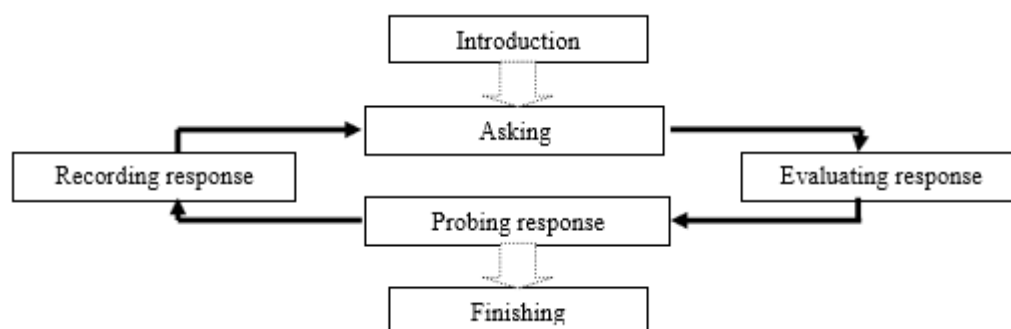 Introduction
Asking
Recording response
Evaluating response
Probing response
Finishing